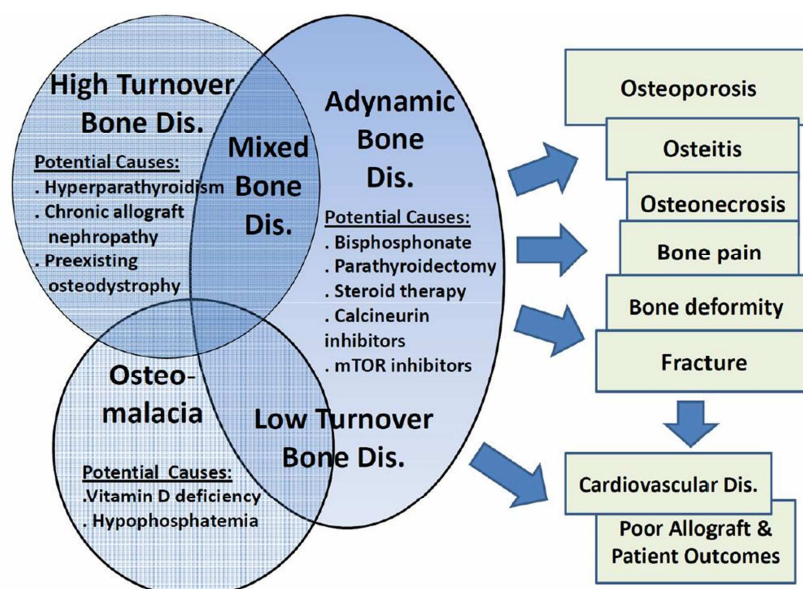 High Turnover
Bone Dis.
Potential Causes:
. Hyperparathyroidism
. Chronic allograft
nephropathy
. Preexisting
osteodystrophy
Mixed
Bone
Dis.
Adynamic
Bone
Dis.
Potential Causes:
. Bisphosphonate
. Parathyroidectomy
. Steroid therapy
. Calcineurin
inhibitors
. mTOR inhibitors
Osteo-
malacia
Potential Causes:
.Vitamin D deficiency
. Hypophosphatemia
Low Turnover
Bone Dis.
Osteoporosis
Osteitis
Osteonecrosis
Bone pain
Bone deformity
Fracture
Cardiovascular Dis.
Poor Allograft &
Patient Outcomes